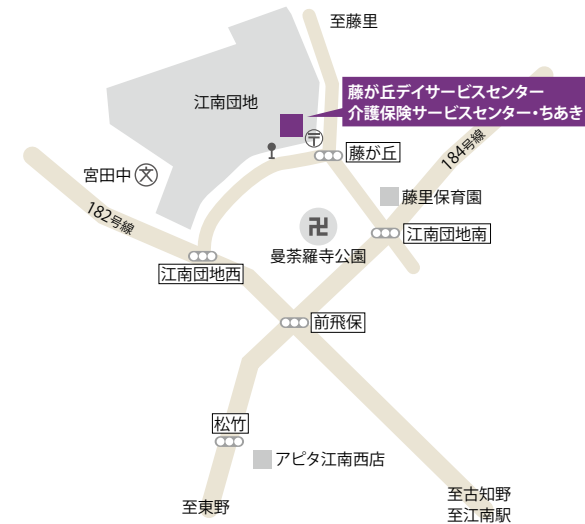 至藤里
江南団地
藤が丘デイサービスセンター
介護保険サービスセンター・ちあき
〒
藤が丘
184号線
宮田中 文
藤里保育園
182号線
卍
江南団地南
曼荼羅寺公園
江南団地西
前飛保
松竹
アピタ江南西店
至東野
至古知野
至江南駅